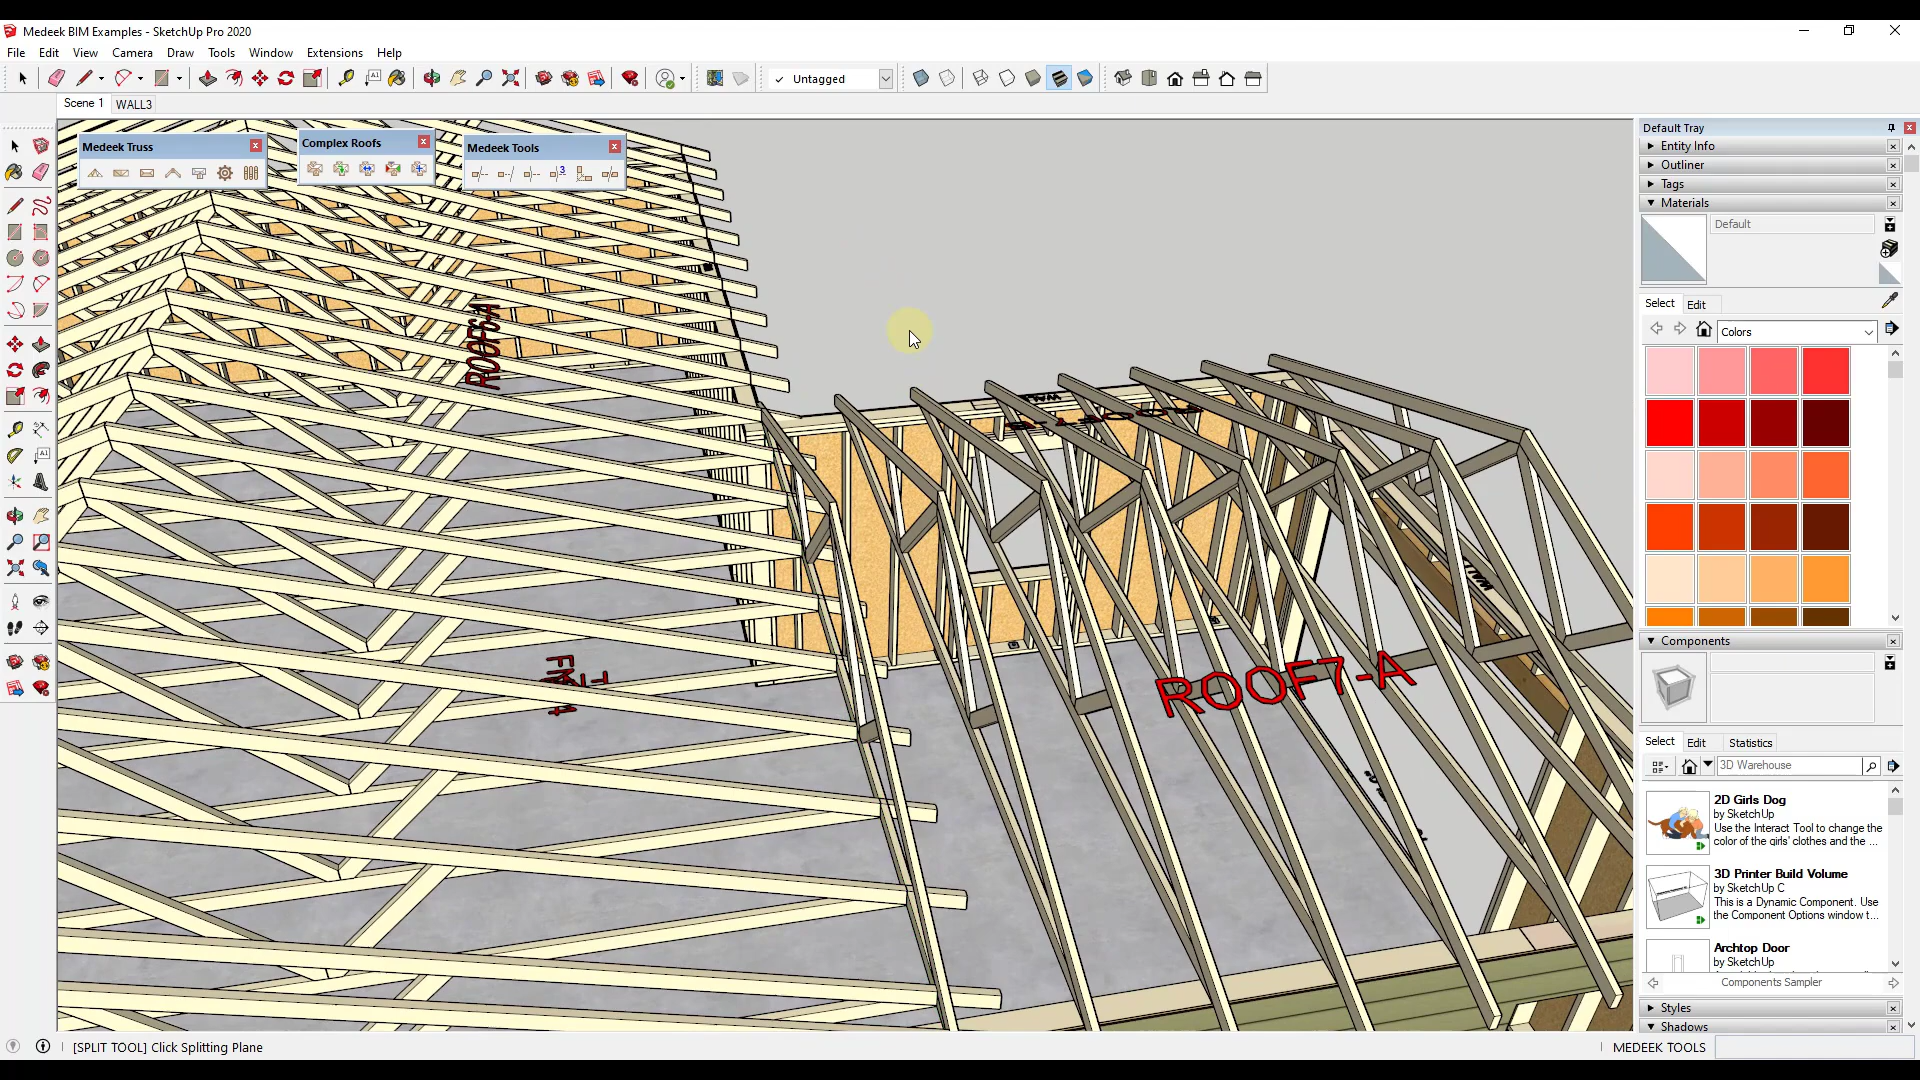 Medeek BIM Examples - SketchUp Pro 2020
File Edit View Camera Draw Tools Window Extensions Help
Untagged
Scene 1 WALL3
Medeek Truss
Complex Roofs
Medeek Tools
3
A1
ROOF6-A
ROOF7-A
Default Tray
Entity Info
Outliner
Tags
Materials
Default
Select Edit
Colors
Components
Select Edit Statistics
3D Warehouse
2D Girls Dog
by SketchUp
Use the Interact Tool to change the
color of the girls' clothes and the ...
3D Printer Build Volume
by SketchUp C
This is a Dynamic Component. Use
the Component Options window t...
Archtop Door
by SketchUp
Components Sampler
Styles
Shadows
[SPLIT TOOL] Click Splitting Plane
MEDEEK TOOLS